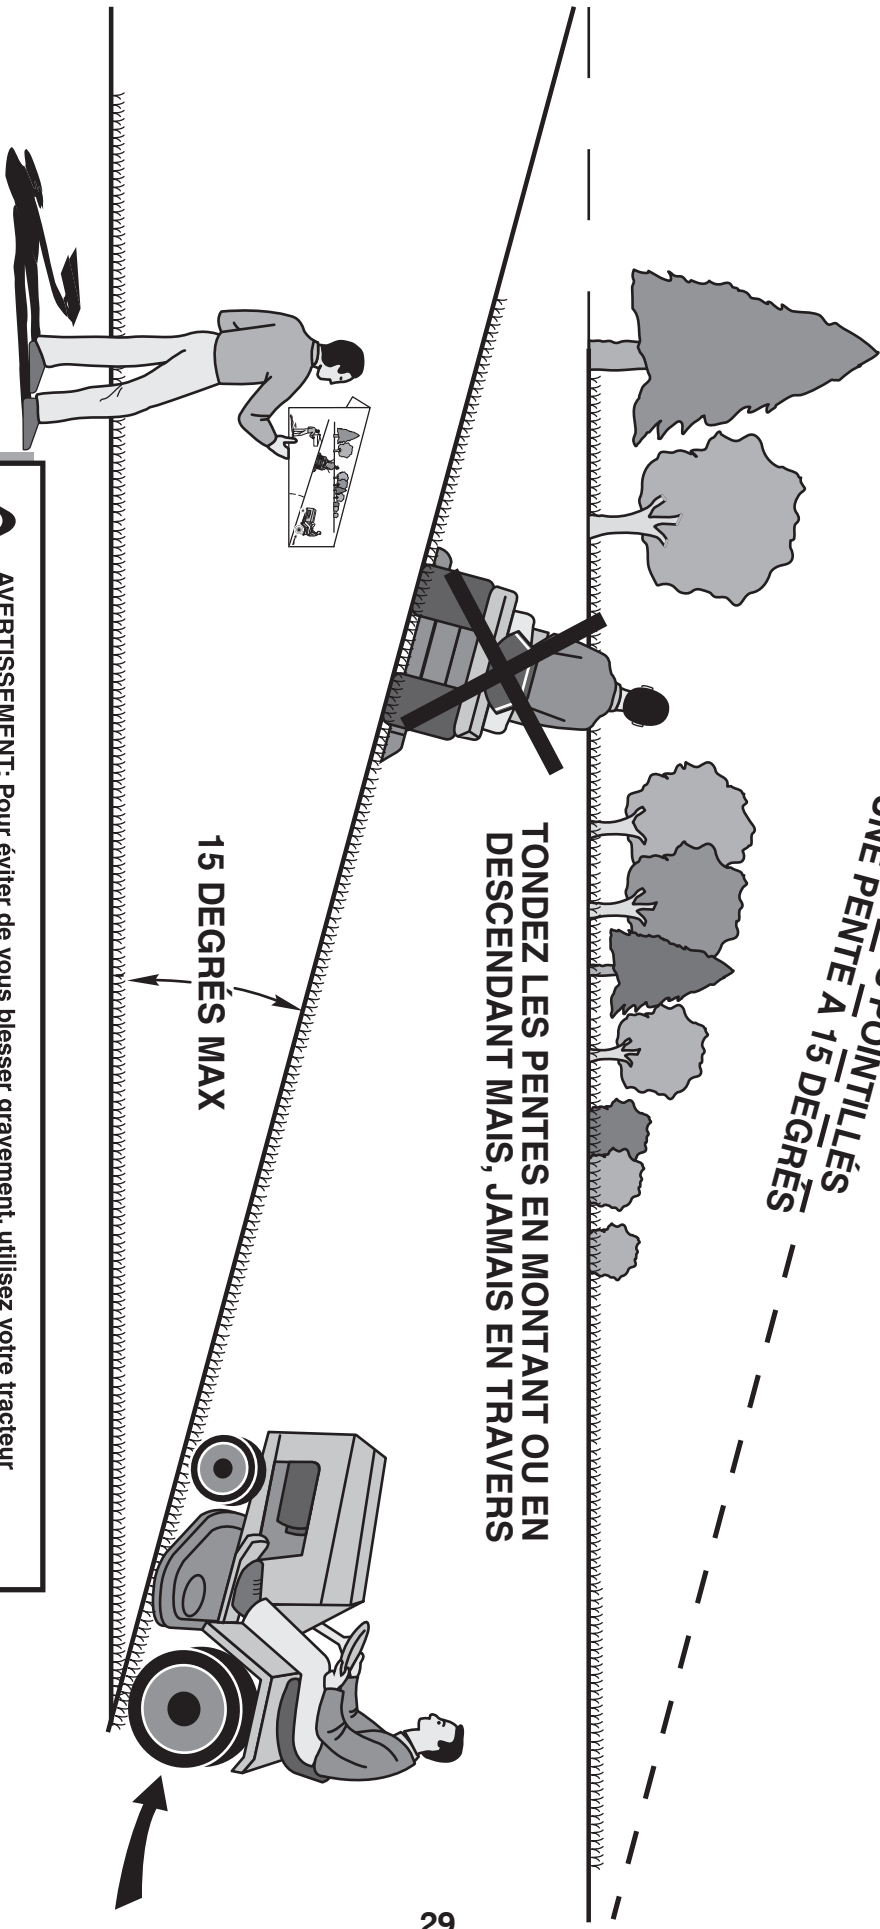 POINTILLÉS
UNE PENTE A 15 DEGRÉS
TONDEZ LES PENTES EN MONTANT OU EN
DESCENDANT MAIS, JAMAIS EN TRAVERS
15 DEGRÉS MAX
AVERTISSEMENT: Pour éviter de vous blesser gravement, utilisez votre tracteur
29